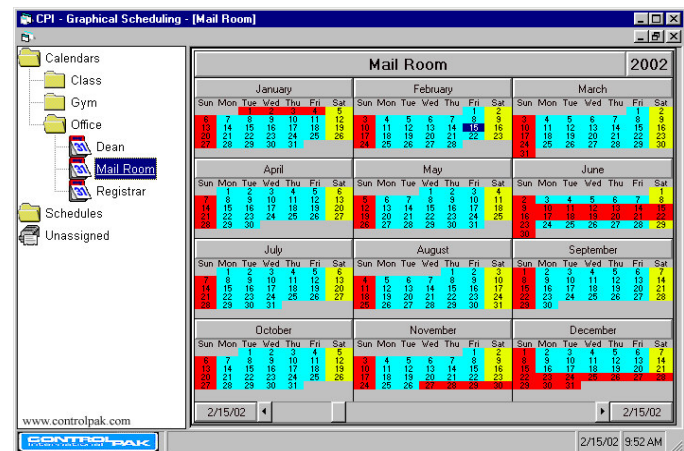 CPI - Graphical Scheduling - [Mail Room]
Calendars
Class
Gym
Office
Dean
Mail Room
Registrar
Schedules
Unassigned
www.controlpak.com
Mail Room 2002
January
Sun Mon Tue Wed Thu Fri Sat
1 2 3 4 5
6 7 8 9 10 11 12
13 14 15 16 17 18 19
20 21 22 23 24 25 26
27 28 29 30 31
February
Sun Mon Tue Wed Thu Fri Sat
1 2
3 4 5 6 7 8 9
10 11 12 13 14 15 16
17 18 19 20 21 22 23
24 25 26 27 28
March
Sun Mon Tue Wed Thu Fri Sat
1 2
3 4 5 6 7 8 9
10 11 12 13 14 15 16
17 18 19 20 21 22 23
24 25 26 27 28 29 30
31
April
Sun Mon Tue Wed Thu Fri Sat
1 2 3 4 5 6
7 8 9 10 11 12 13
14 15 16 17 18 19 20
21 22 23 24 25 26 27
28 29 30
May
Sun Mon Tue Wed Thu Fri Sat
1 2 3 4
5 6 7 8 9 10 11
12 13 14 15 16 17 18
19 20 21 22 23 24 25
26 27 28 29 30 31
June
Sun Mon Tue Wed Thu Fri Sat
1
2 3 4 5 6 7 8
9 10 11 12 13 14 15
16 17 18 19 20 21 22
23 24 25 26 27 28 29
30
July
Sun Mon Tue Wed Thu Fri Sat
1 2 3 4 5 6
7 8 9 10 11 12 13
14 15 16 17 18 19 20
21 22 23 24 25 26 27
28 29 30 31
August
Sun Mon Tue Wed Thu Fri Sat
1 2 3
4 5 6 7 8 9 10
11 12 13 14 15 16 17
18 19 20 21 22 23 24
25 26 27 28 29 30 31
September
Sun Mon Tue Wed Thu Fri Sat
1 2 3 4 5 6 7
8 9 10 11 12 13 14
15 16 17 18 19 20 21
22 23 24 25 26 27 28
29 30
October
Sun Mon Tue Wed Thu Fri Sat
1 2 3 4 5
6 7 8 9 10 11 12
13 14 15 16 17 18 19
20 21 22 23 24 25 26
27 28 29 30 31
November
Sun Mon Tue Wed Thu Fri Sat
1 2
3 4 5 6 7 8 9
10 11 12 13 14 15 16
17 18 19 20 21 22 23
24 25 26 27 28 29 30
December
Sun Mon Tue Wed Thu Fri Sat
1 2 3 4 5 6 7
8 9 10 11 12 13 14
15 16 17 18 19 20 21
22 23 24 25 26 27 28
29 30 31
2/15/02 2/15/02
CONTROL PAK
International
2/15/02 9:52 AM